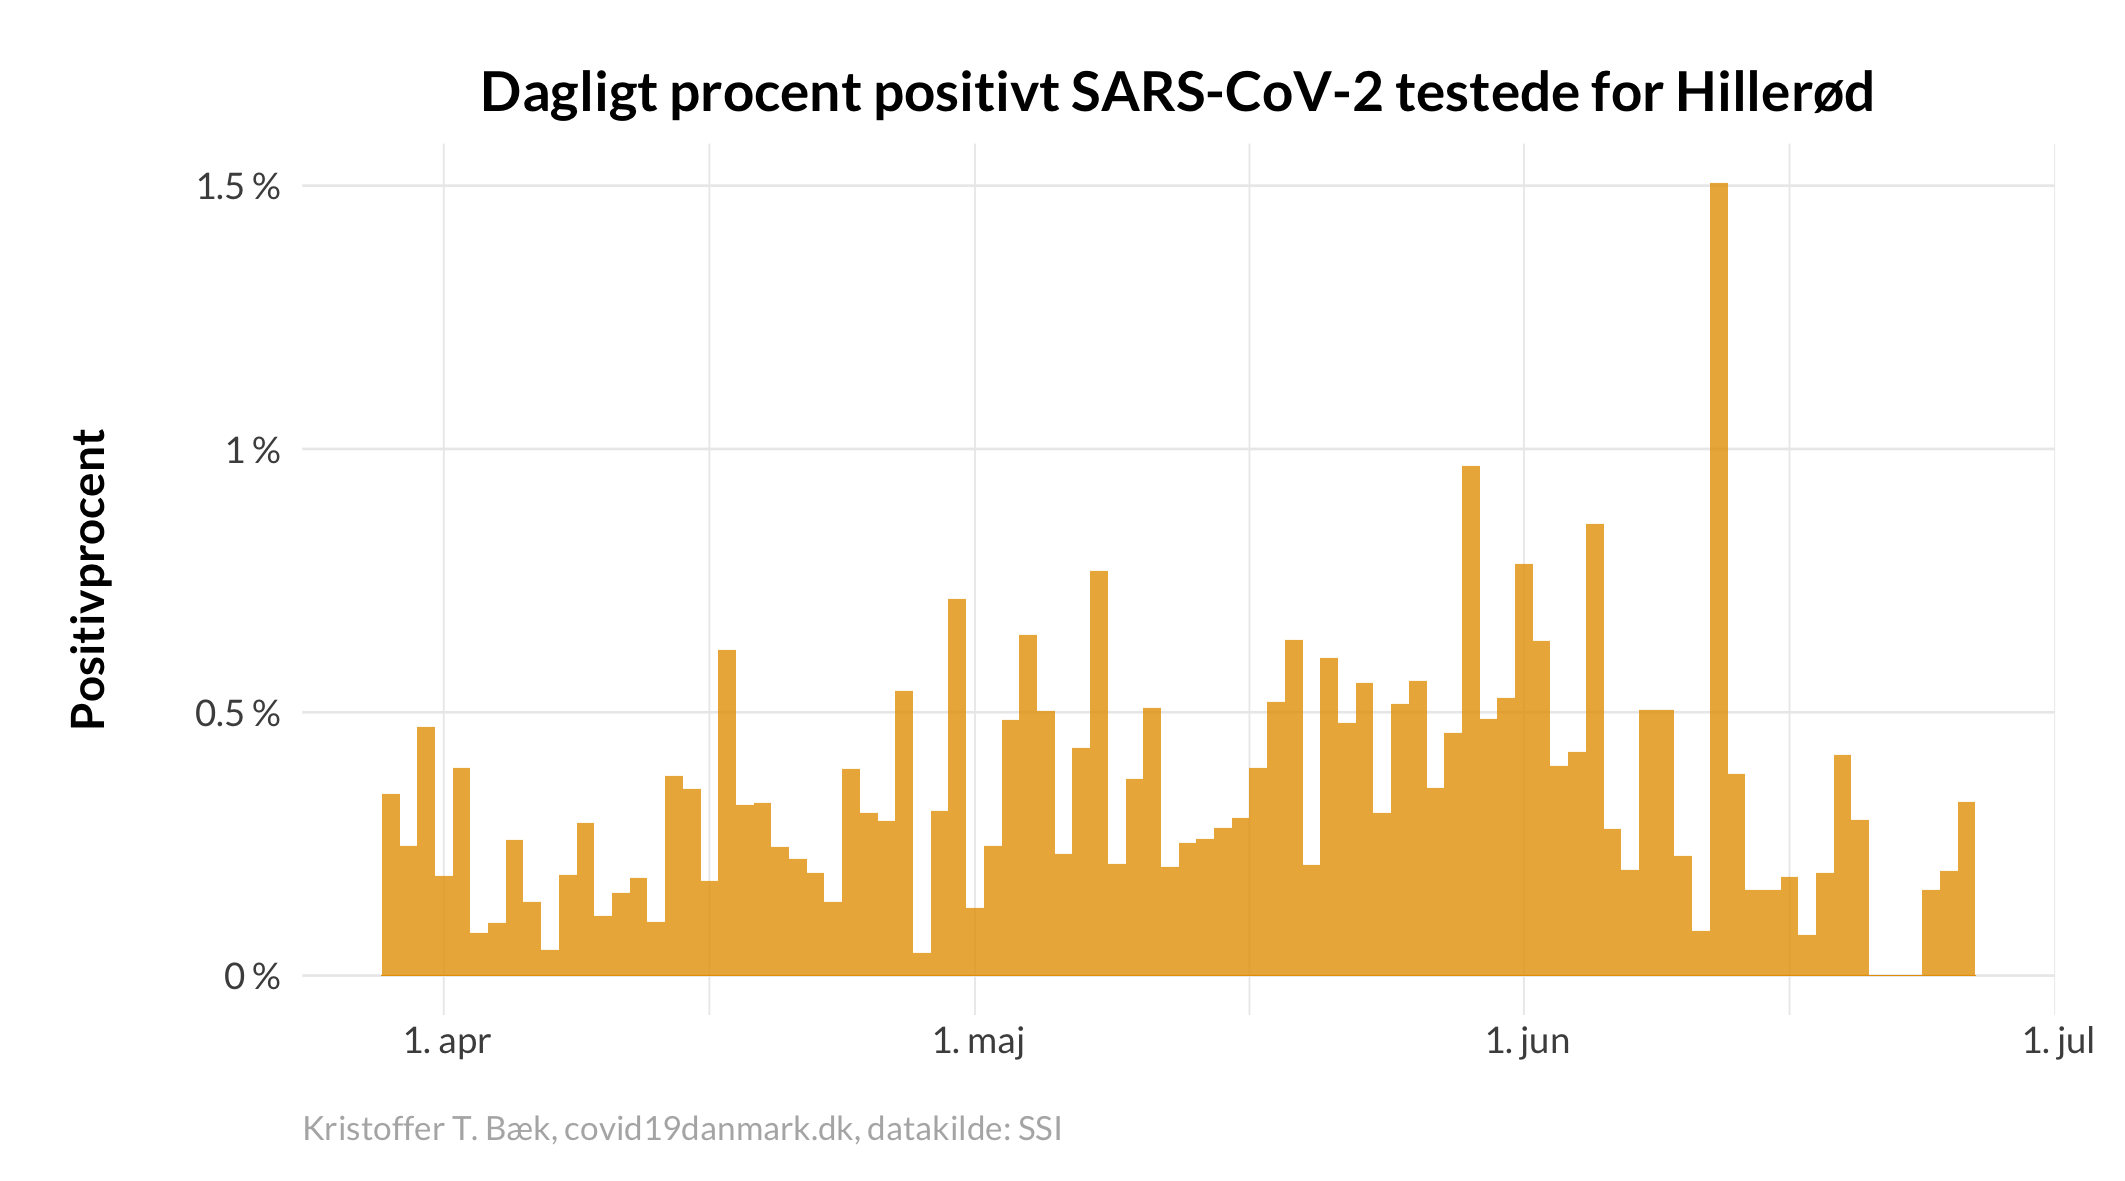 Dagligt procent positivt SARS-CoV-2 testede for Hillerød
Positivprocent
1.5 %
1 %
0.5 %
0 %
1. apr
1. maj
1. jun
1. jul
Kristoffer T. Bæk, covid19danmark.dk, datakilde: SSI